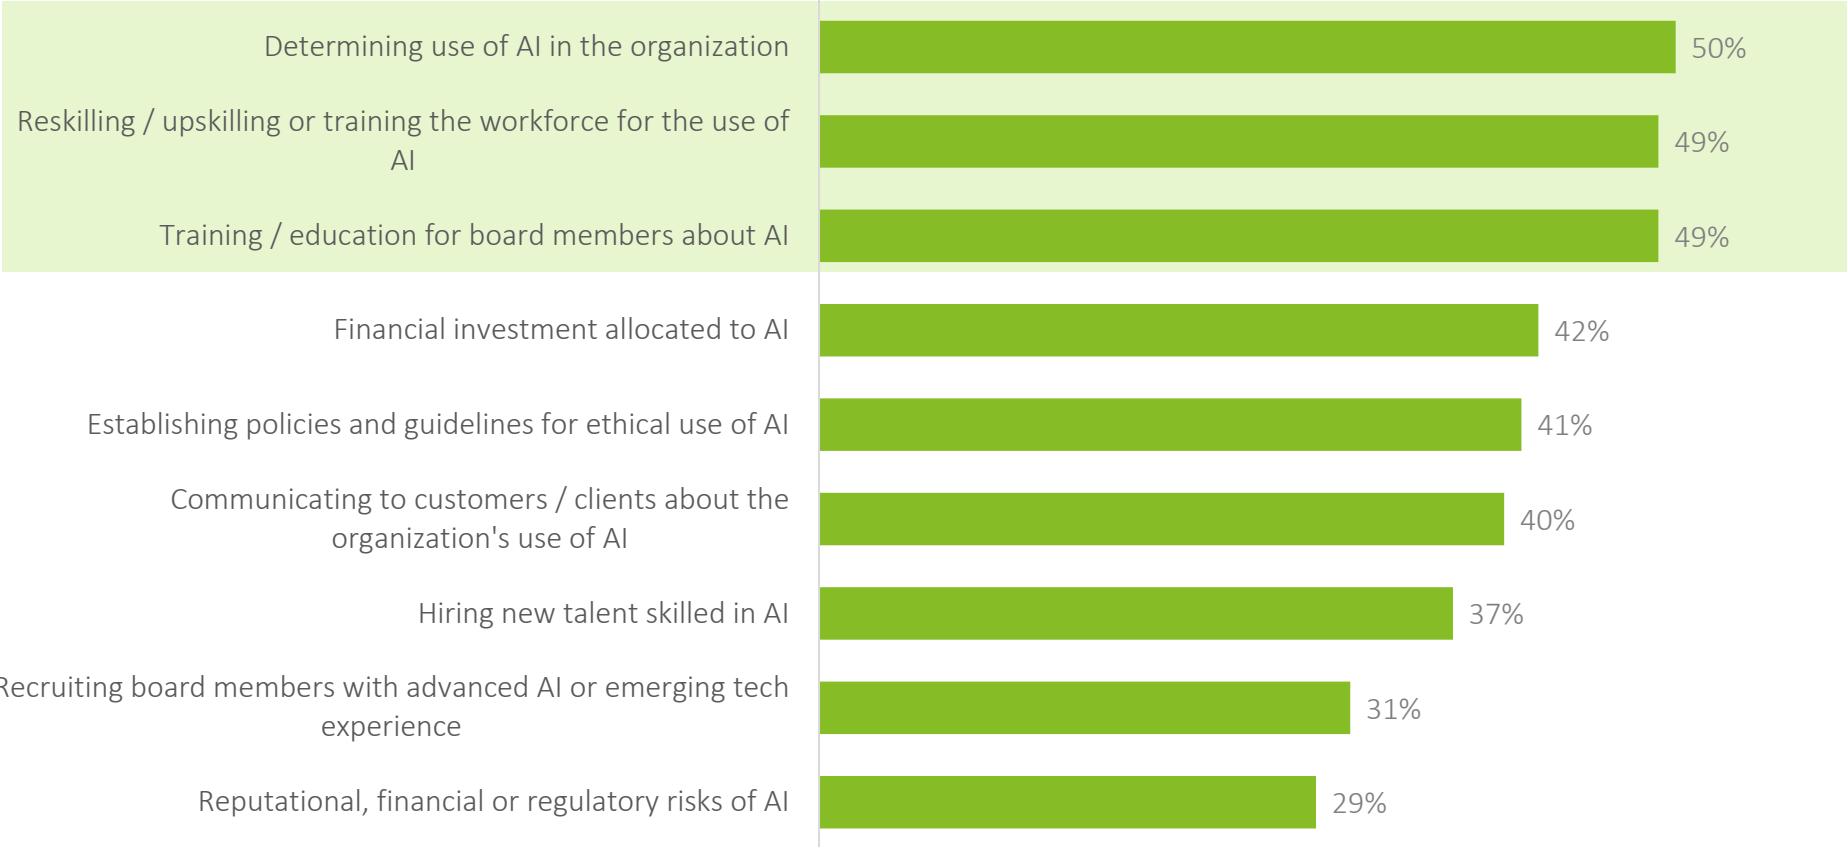 Determining use of AI in the organization
50%
Reskilling / upskilling or training the workforce for the use of
AI
49%
Training / education for board members about AI
49%
Financial investment allocated to AI
42%
Establishing policies and guidelines for ethical use of AI
41%
Communicating to customers / clients about the
organization's use of AI
40%
Hiring new talent skilled in AI
37%
Recruiting board members with advanced AI or emerging tech
experience
31%
Reputational, financial or regulatory risks of AI
29%